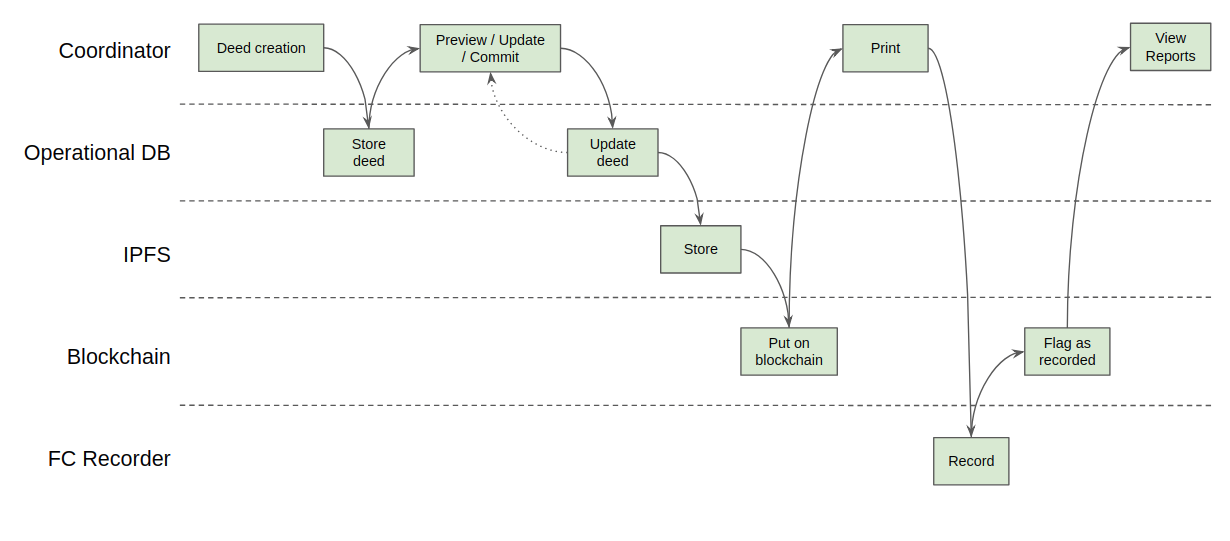 Coordinator
Deed creation
Preview / Update
/ Commit
Print
View
Reports
Operational DB
Store
deed
Update
deed
IPFS
Store
Blockchain
Put on
blockchain
Flag as
recorded
FC Recorder
Record